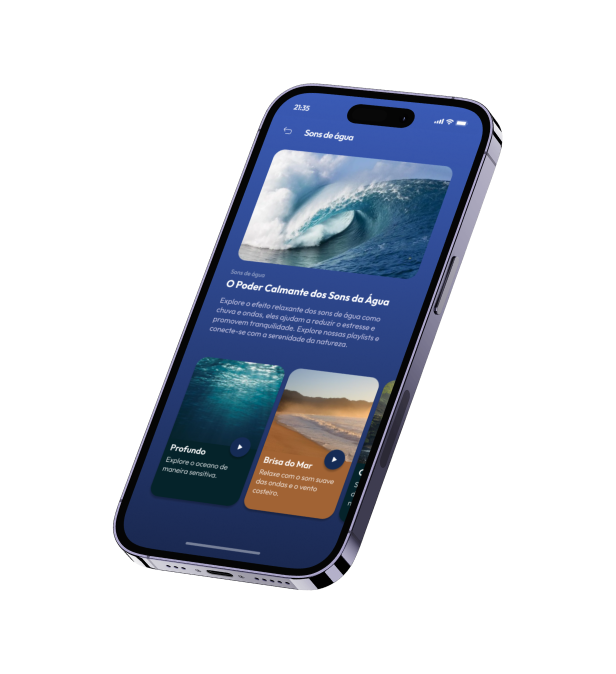 21:35
Sons de água
Sons de água
O Poder Calmante dos Sons da Água
Explore o efeito relaxante dos sons de água como
chuva e ondas, eles ajudam a reduzir o estresse e
promovem tranquilidade. Explore nossas playlists e
conecte-se com a serenidade da natureza.
Profundo
Explore o oceano de
maneira sensitiva.
Brisa do Mar
Relaxe com o som suave
das ondas e o vento
costeiro.